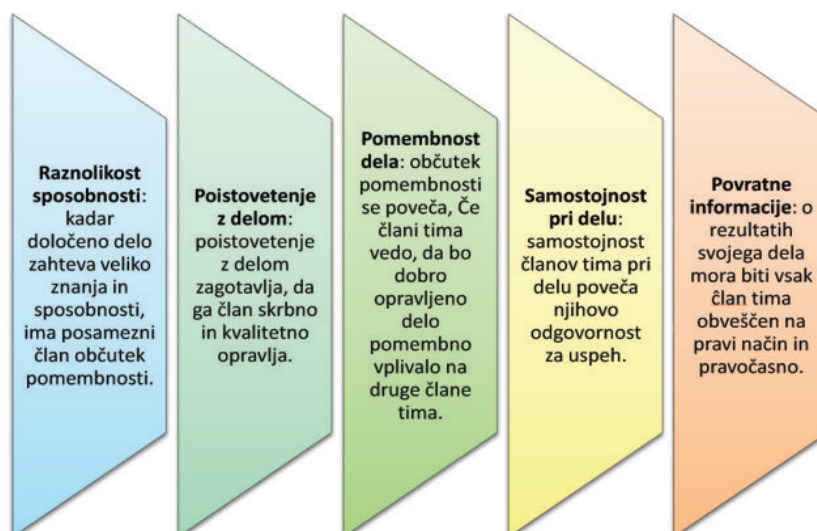 Raznolikost
sposobnosti:
kadar
določeno delo
zahteva veliko
znanja in
sposobnosti,
ima posamezni
član občutek
pomembnosti.
Poistovetenje
z delom:
poistovetenje
z delom
zagotavlja, da
ga član skrbno
in kvalitetno
opravlja.
Pomembnost
dela: občutek
pomembnosti
se poveča, Če
člani tima
vedo, da bo
dobro
opravljeno
delo
pomembno
vplivalo na
druge člane
tima.
Samostojnost
pri delu:
samostojnost
članov tima pri
delu poveča
njihovo
odgovornost
za uspeh.
Povratne
informacije: o
rezultatih
svojega dela
mora biti vsak
ĉlan tima
obveščen na
pravi način in
pravočasno.